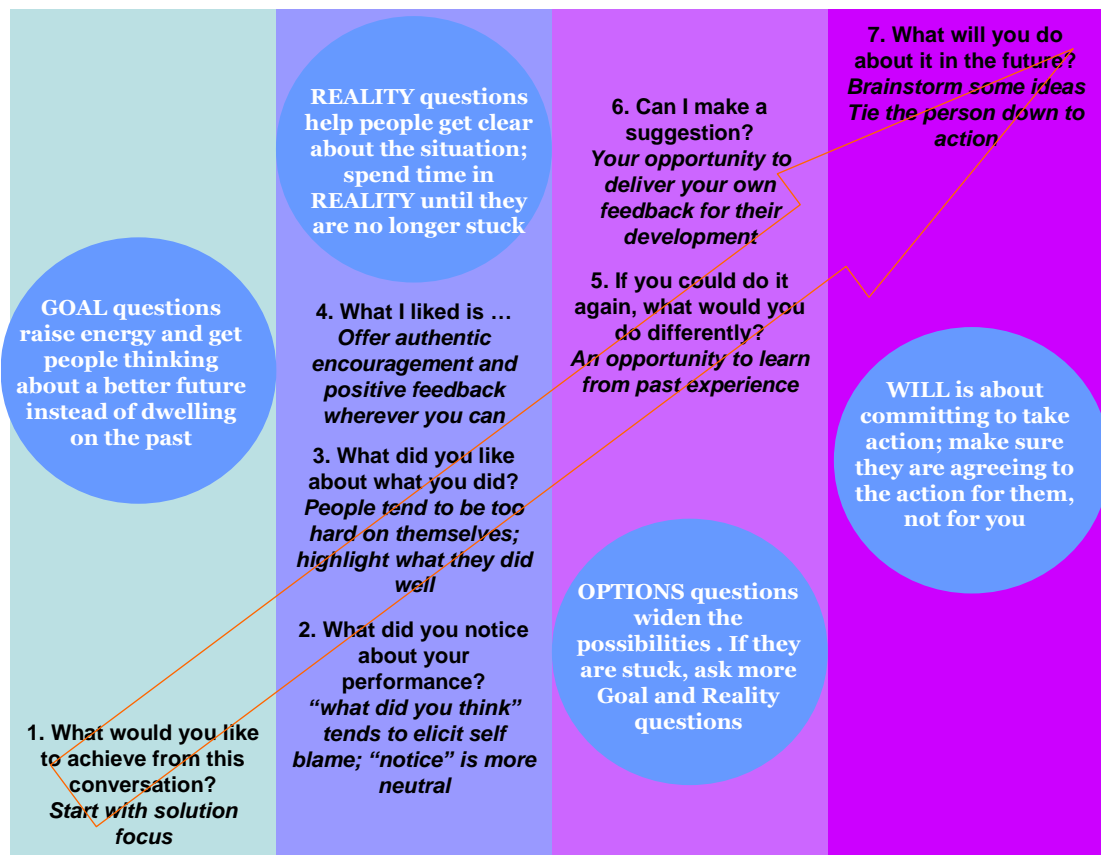 GOAL questions
raise energy and get
people thinking
about a better future
instead of dwelling
on the past
1. What would you like
to achieve from this
conversation?
Start with solution
focus
REALITY questions
help people get clear
about the situation;
spend time in
REALITY until they
are no longer stuck
4. What I liked is …
Offer authentic
encouragement and
positive feedback
wherever you can
3. What did you like
about what you did?
People tend to be too
hard on themselves;
highlight what they did
well
2. What did you notice
about your
performance?
“what did you think”
tends to elicit self
blame; “notice” is more
neutral
6. Can I make a
suggestion?
Your opportunity to
deliver your own
feedback for their
development
5. If you could do it
again, what would you
do differently?
An opportunity to learn
from past experience
OPTIONS questions
widen the
possibilities . If they
are stuck, ask more
Goal and Reality
questions
7. What will you do
about it in the future?
Brainstorm some ideas
Tie the person down to
action
WILL is about
committing to take
action; make sure
they are agreeing to
the action for them,
not for you